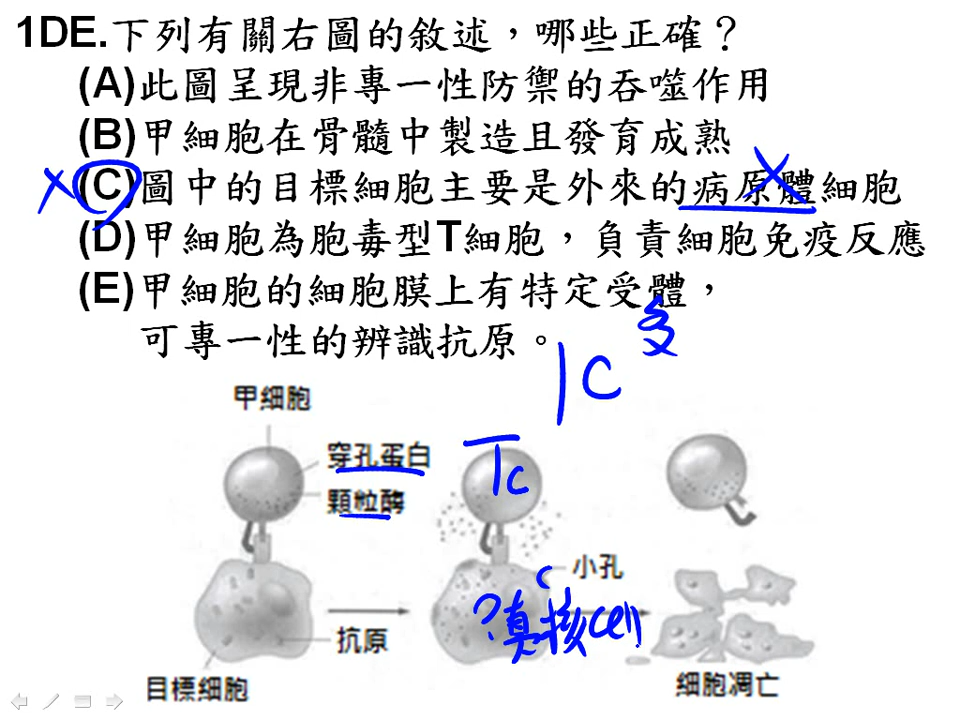 1DE.下列有關右圖的敘述，哪些正確？
(A)此圖呈現非專一性防禦的吞噬作用
(B)甲細胞在骨髓中製造且發育成熟
X(C)圖中的目標細胞主要是外來的病原體細胞
(D)甲細胞為胞毒型T細胞，負責細胞免疫反應
(E)甲細胞的細胞膜上有特定受體，
可專一性的辨識抗原。
多
1C
甲細胞
穿孔蛋白
顆粒酶
Tc
小孔
?真核cell
抗原
目標細胞
細胞凋亡